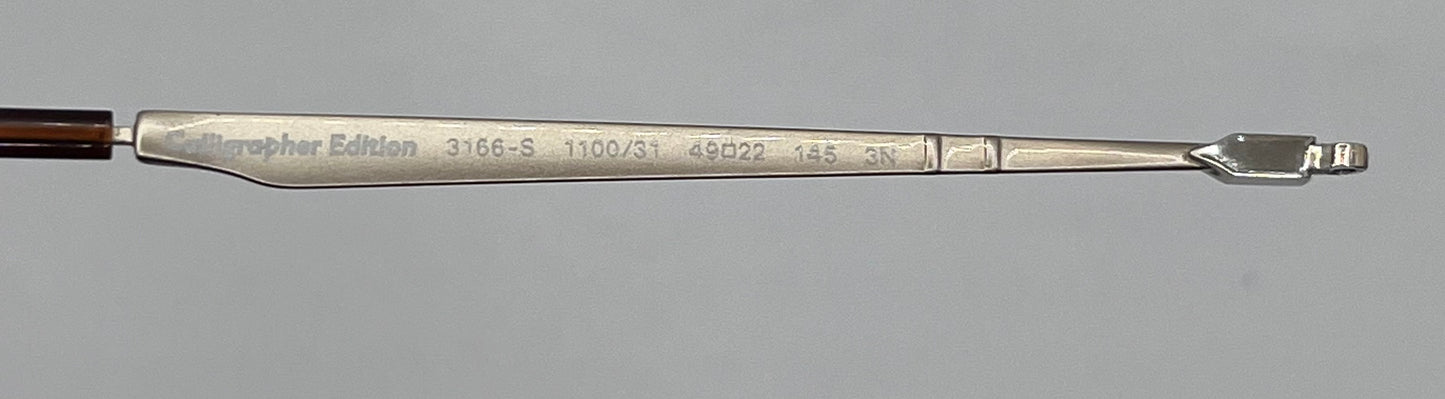 Calligrapher Edition 3166-S 1100/31 49□22 145 3N